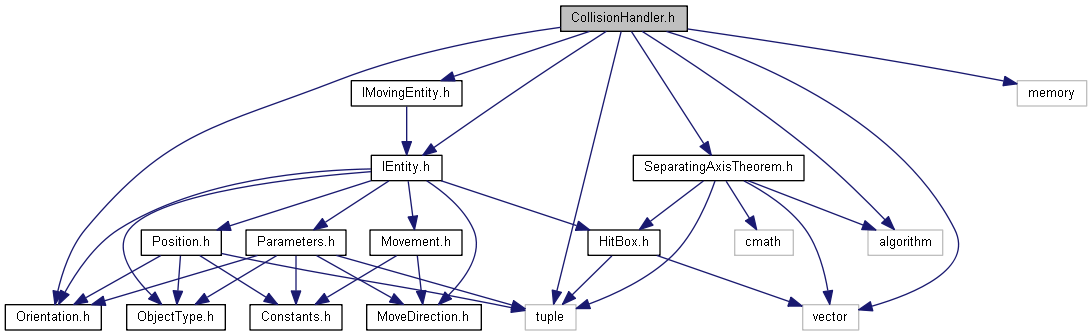 CollisionHandler.h
IMovingEntity.h
memory
IEntity.h
SeparatingAxisTheorem.h
Position.h
Parameters.h
Movement.h
HitBox.h
cmath
algorithm
Orientation.h
ObjectType.h
Constants.h
MoveDirection.h
tuple
vector